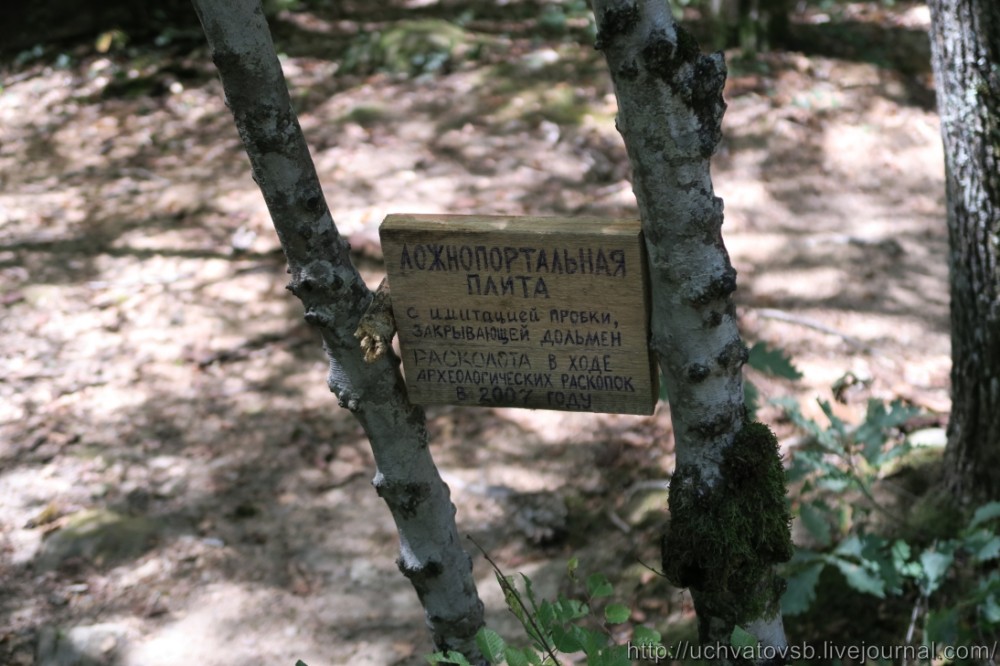 ЛОЖНОПОРТАЛЬНАЯ
ПЛИТА
с имитацией ПРОБКИ,
ЗАКРЫВАЮЩЕЙ ДОЛЬМЕН
РАСКОЛОТА В ХОДЕ
АРХЕОЛОГИЧЕСКИХ РАСКОПОК
В 2007 ГОДУ
http://uchvatovsb.livejournal.com/